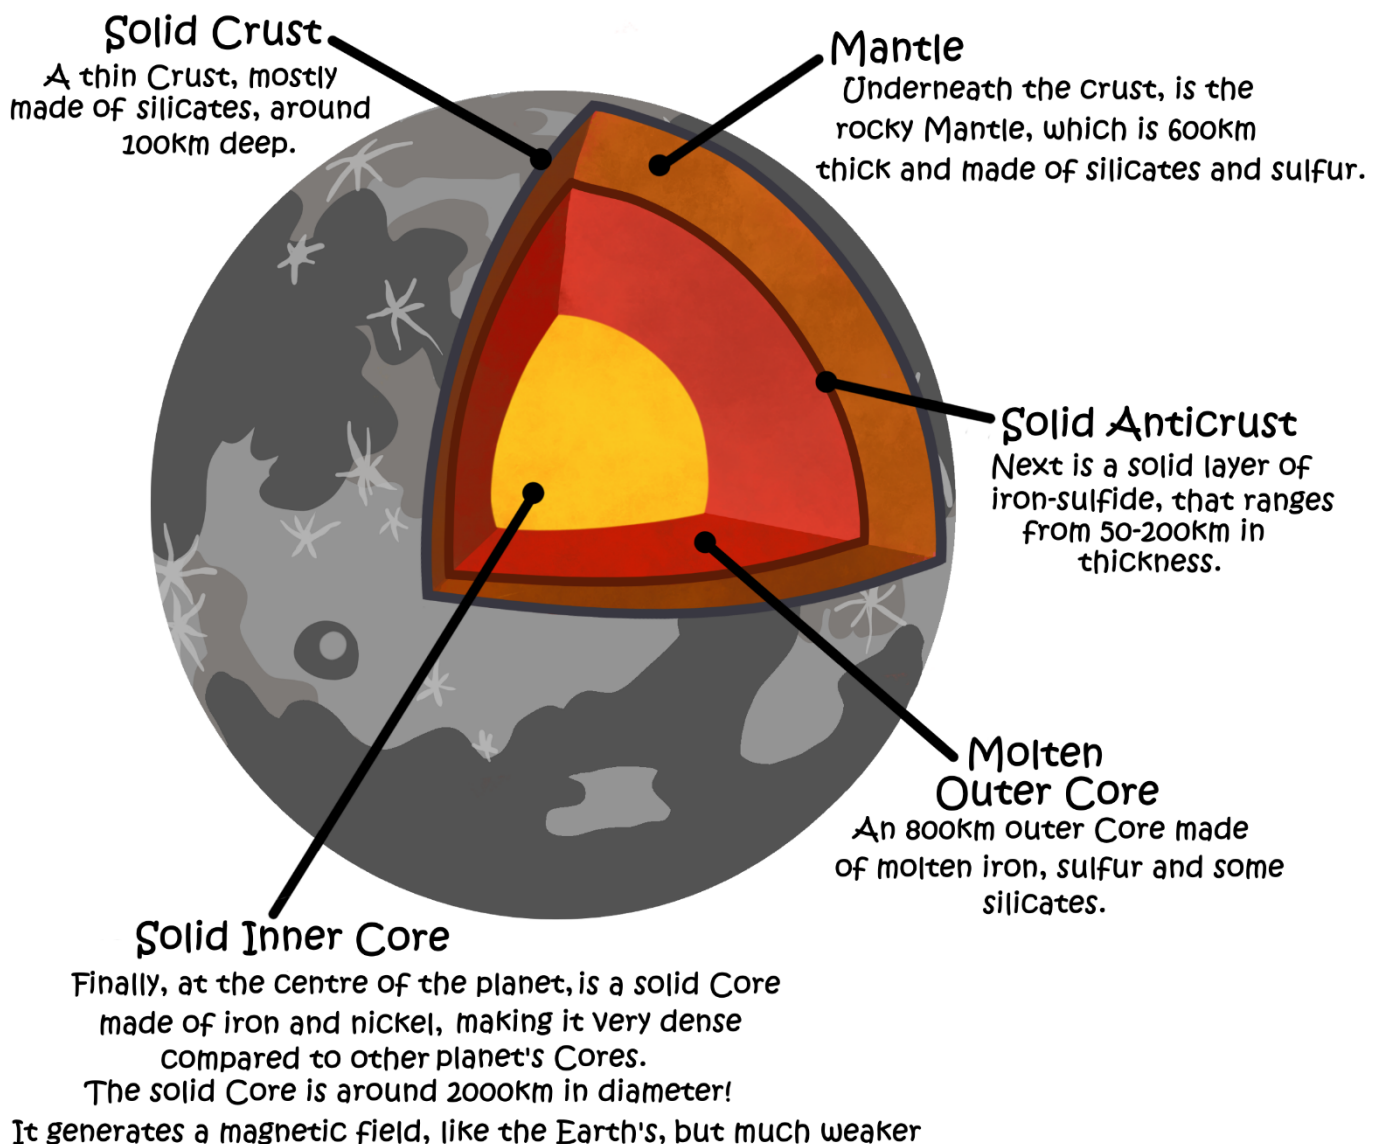 Solid Crust
A thin Crust, mostly
made of silicates, around
100km deep.
Mantle
Underneath the crust, is the
rocky Mantle, which is 600km
thick and made of silicates and sulfur.
Solid Anticrust
Next is a solid layer of
iron-sulfide, that ranges
from 50-200km in
thickness.
Molten
Outer Core
An 800km outer Core made
of molten iron, sulfur and some
silicates.
Solid Inner Core
Finally, at the centre of the planet, is a solid Core
made of iron and nickel, making it very dense
compared to other planet's Cores.
The solid Core is around 2000km in diameter!
It generates a magnetic field, like the Earth's, but much weaker